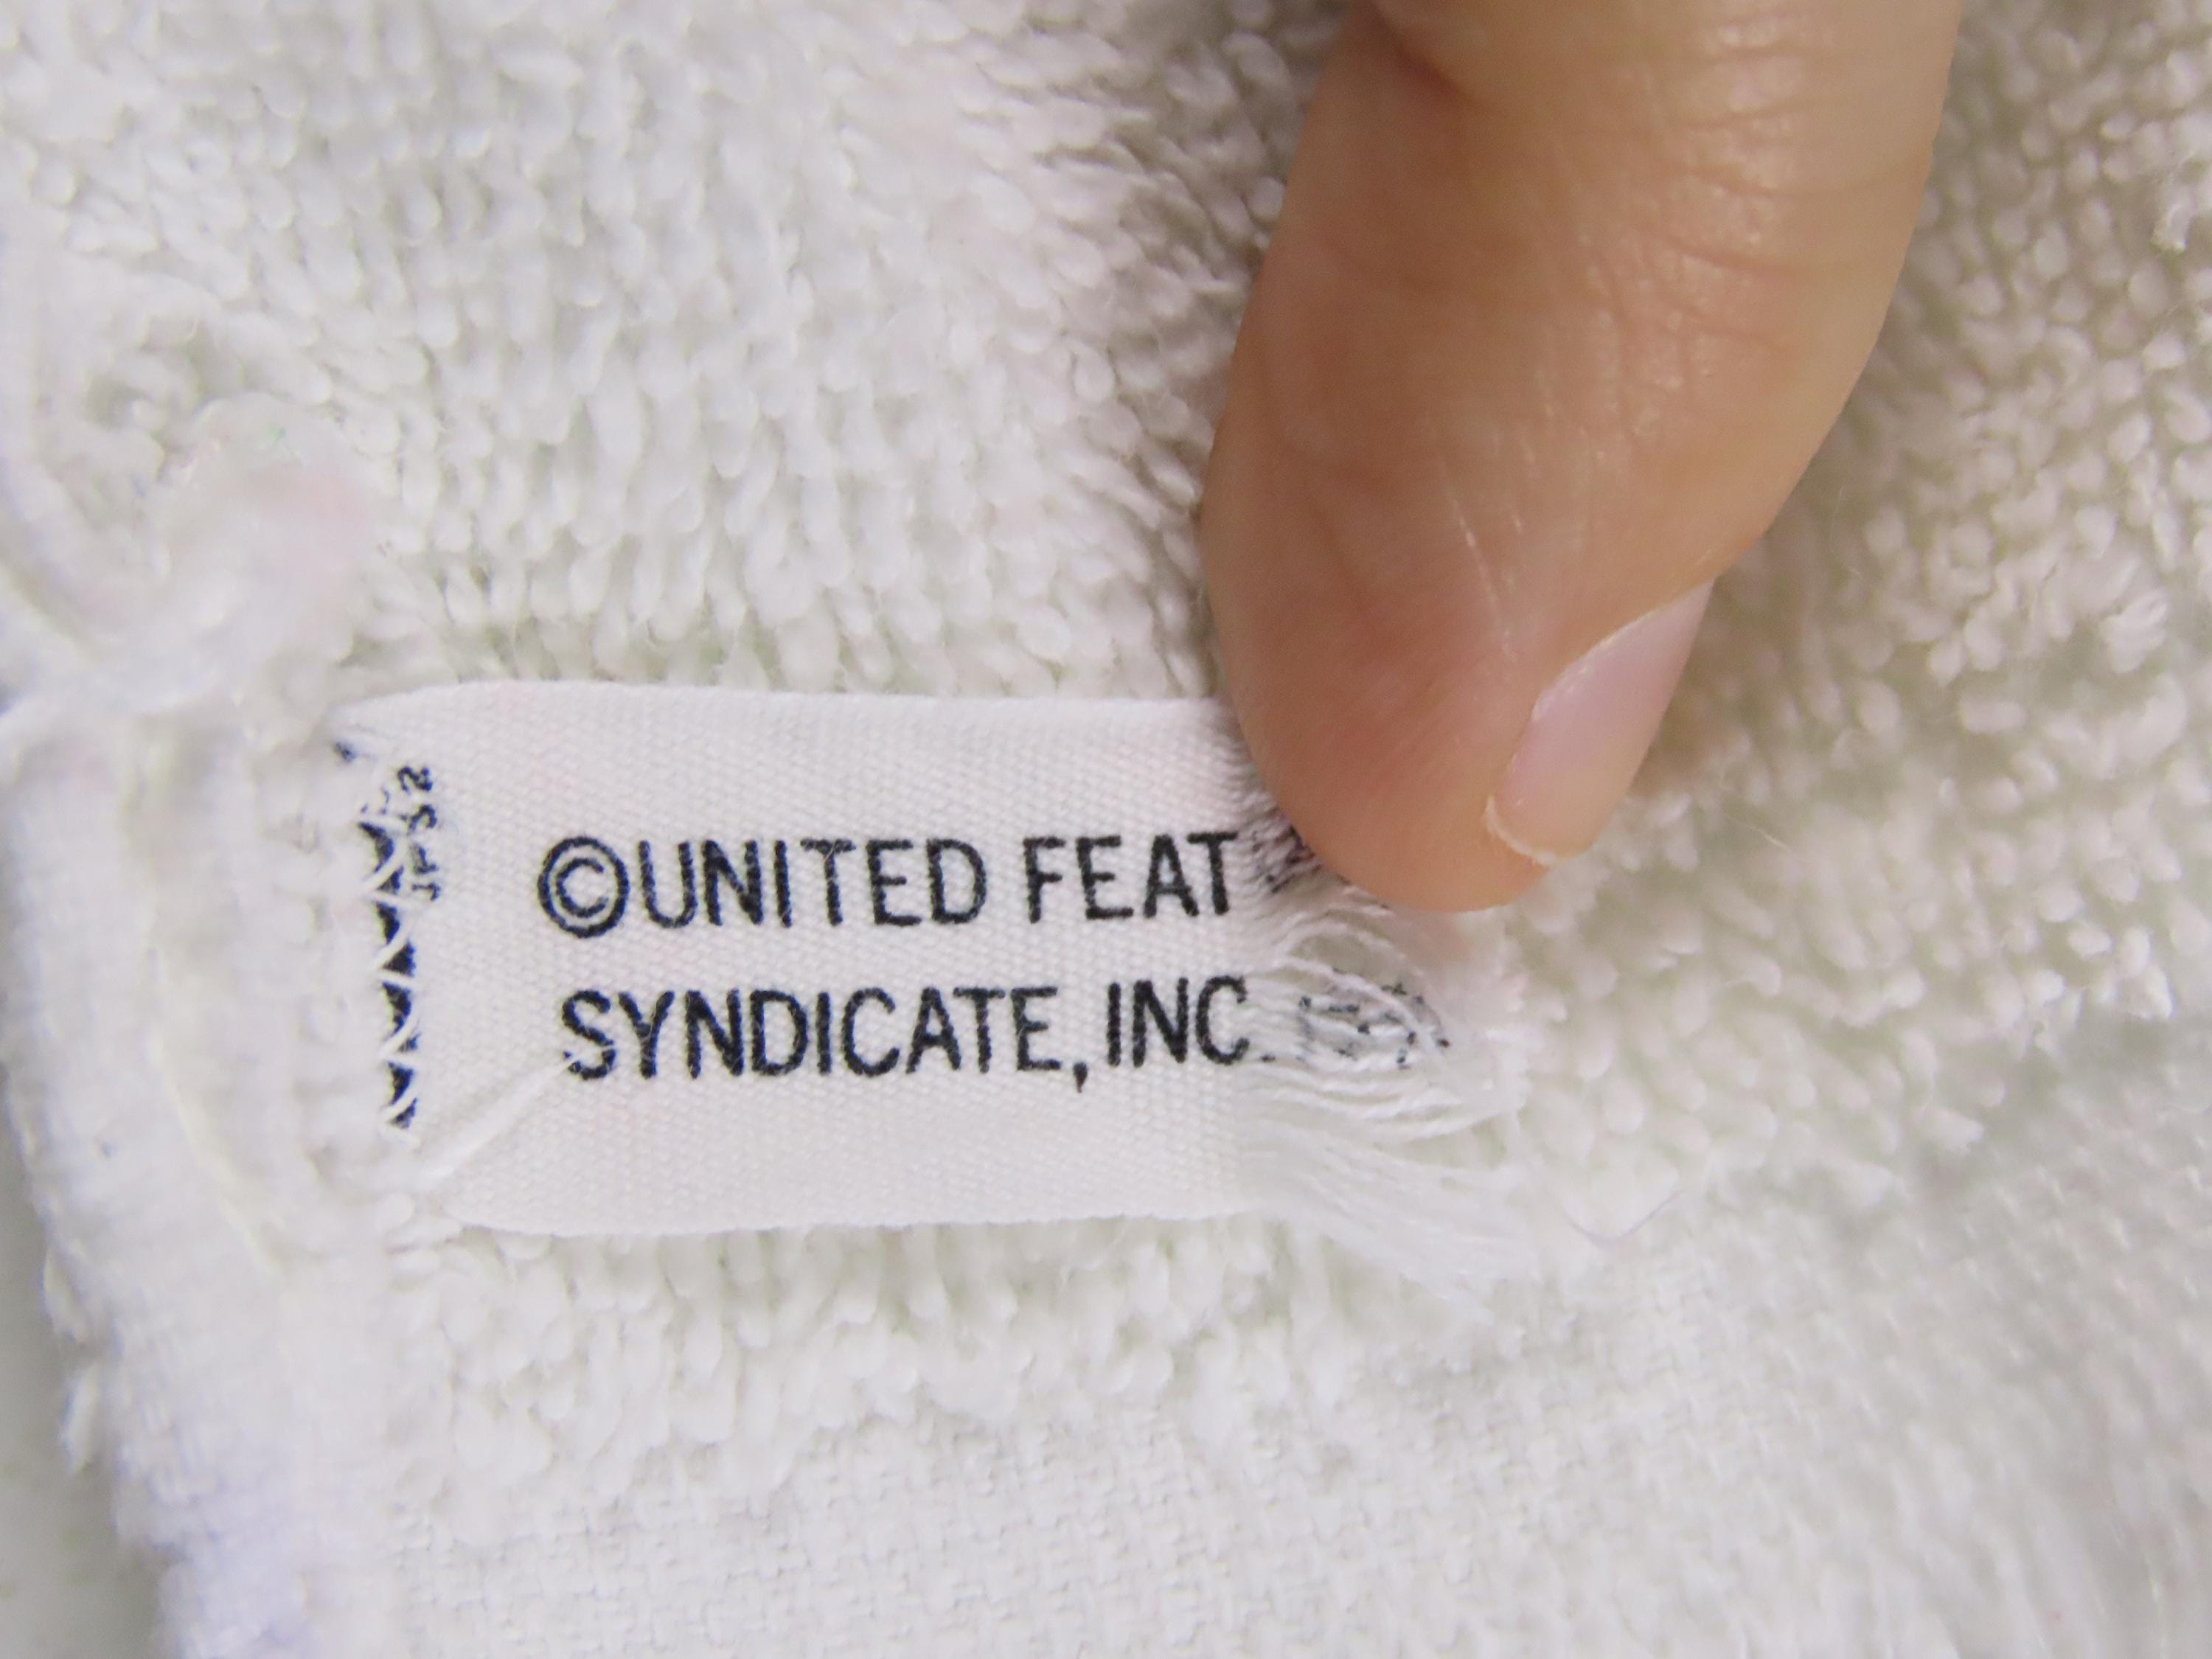 ©UNITED FEAT
SYNDICATE, INC.